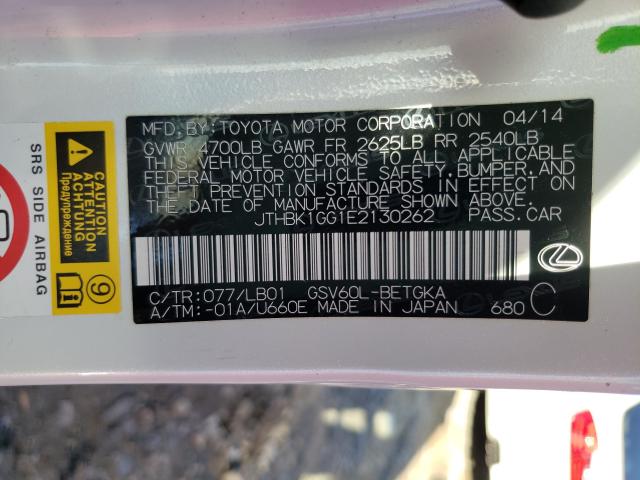 MFD. BY: TOYOTA MOTOR CORPORATION 04/14
GVWR 4700LB GAWR FR 2625LB RR 2540LB
THIS VEHICLE CONFORMS TO ALL APPLICABLE
FEDERAL MOTOR VEHICLE SAFETY, BUMPER, AND
THEFT PREVENTION STANDARDS IN EFFECT ON
THE DATE OF MANUFACTURE SHOWN ABOVE.
JTHBK1GG1E2130262 PASS. CAR
C/TR: 077/LB01 GSV60L-BETGKA
A/TM: -01A/U660E MADE IN JAPAN 680 C
SRS SIDE AIRBAG
Предупреждение
9